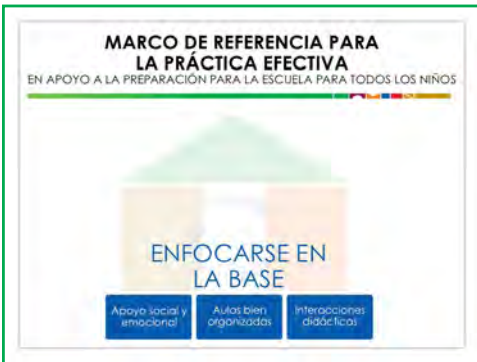 MARCO DE REFERENCIA PARA
LA PRÁCTICA EFECTIVA
EN APOYO A LA PREPARACIÓN PARA LA ESCUELA PARA TODOS LOS NIÑOS
ENFOCARSE EN
LA BASE
Apoyo social y
emocional
Aulas bien
organizadas
Interacciones
didácticas